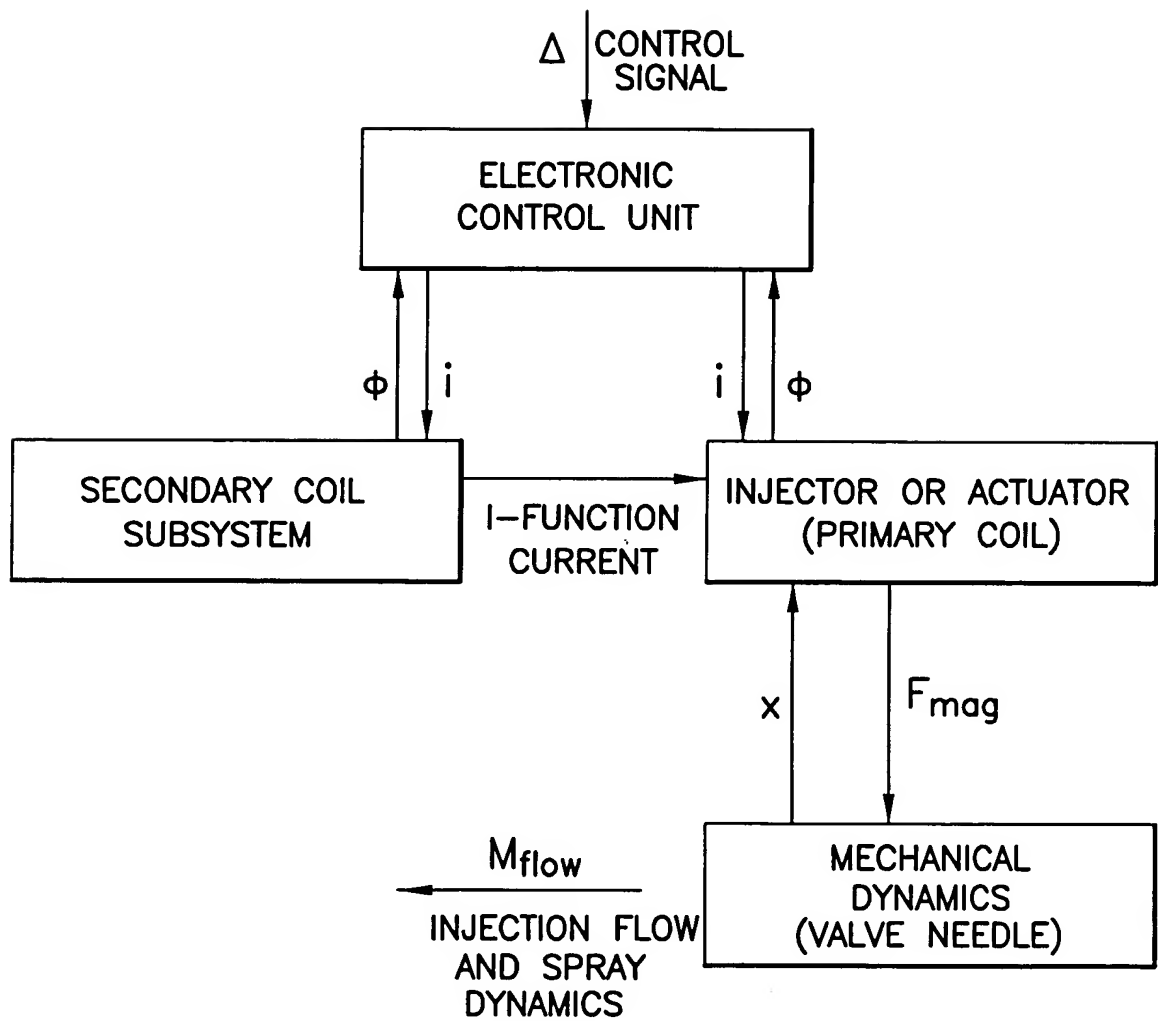 Δ CONTROL
SIGNAL
ELECTRONIC
CONTROL UNIT
ϕ i i ϕ
SECONDARY COIL
SUBSYSTEM
I-FUNCTION
CURRENT
INJECTOR OR ACTUATOR
(PRIMARY COIL)
x Fmag
Mflow
INJECTION FLOW
AND SPRAY
DYNAMICS
MECHANICAL
DYNAMICS
(VALVE NEEDLE)